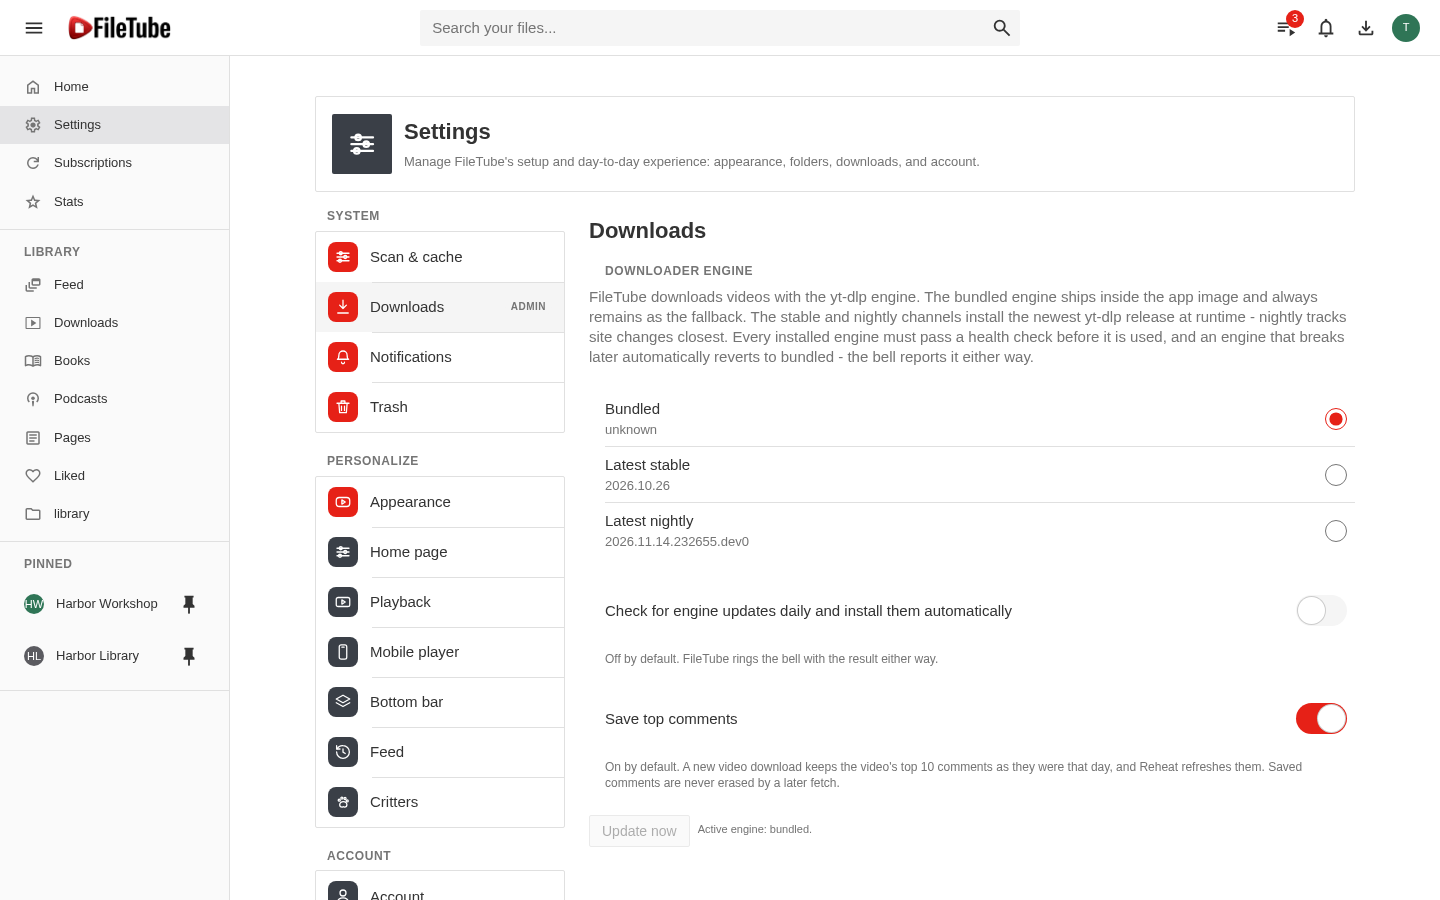 FileTube
Search your files...
3
T
Home
Settings
Subscriptions
Stats
LIBRARY
Feed
Downloads
Books
Podcasts
Pages
Liked
library
PINNED
HW Harbor Workshop
HL Harbor Library
Settings
Manage FileTube's setup and day-to-day experience: appearance, folders, downloads, and account.
SYSTEM
Scan & cache
Downloads ADMIN
Notifications
Trash
PERSONALIZE
Appearance
Home page
Playback
Mobile player
Bottom bar
Feed
Critters
ACCOUNT
Account
Downloads
DOWNLOADER ENGINE
FileTube downloads videos with the yt-dlp engine. The bundled engine ships inside the app image and always
remains as the fallback. The stable and nightly channels install the newest yt-dlp release at runtime - nightly tracks
site changes closest. Every installed engine must pass a health check before it is used, and an engine that breaks
later automatically reverts to bundled - the bell reports it either way.
Bundled
unknown
Latest stable
2026.10.26
Latest nightly
2026.11.14.232655.dev0
Check for engine updates daily and install them automatically
Off by default. FileTube rings the bell with the result either way.
Save top comments
On by default. A new video download keeps the video's top 10 comments as they were that day, and Reheat refreshes them. Saved
comments are never erased by a later fetch.
Update now Active engine: bundled.